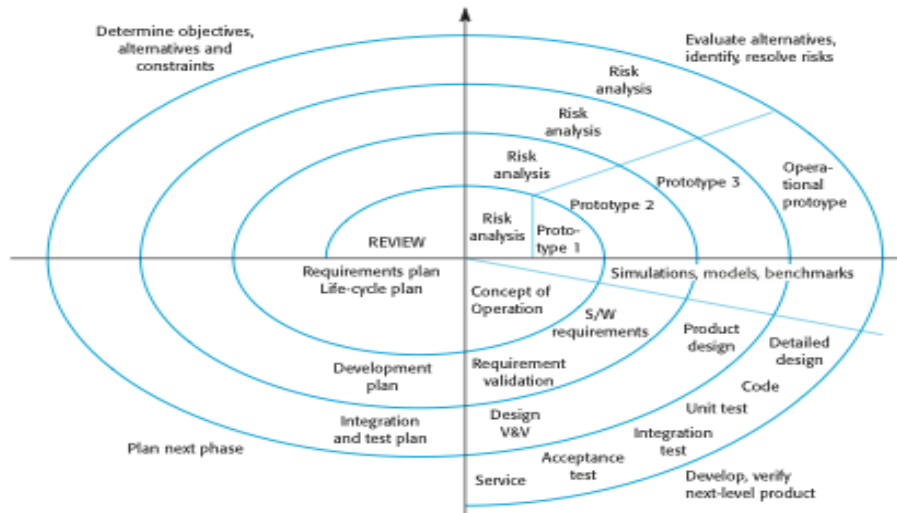 Determine objectives,
alternatives and
constraints
Evaluate alternatives,
identify, resolve risks
Risk
analysis
Risk
analysis
Risk
analysis
Risk
analysis
Proto-
type 1
Prototype 2
Prototype 3
Opera-
tional
protoype
REVIEW
Requirements plan
Life-cycle plan
Development
plan
Integration
and test plan
Plan next phase
Simulations, models, benchmarks
Concept of
Operation
S/W
requirements
Product
design
Detailed
design
Requirement
validation
Code
Unit test
Design
V&V
Integration
test
Acceptance
test
Service
Develop, verify
next-level product